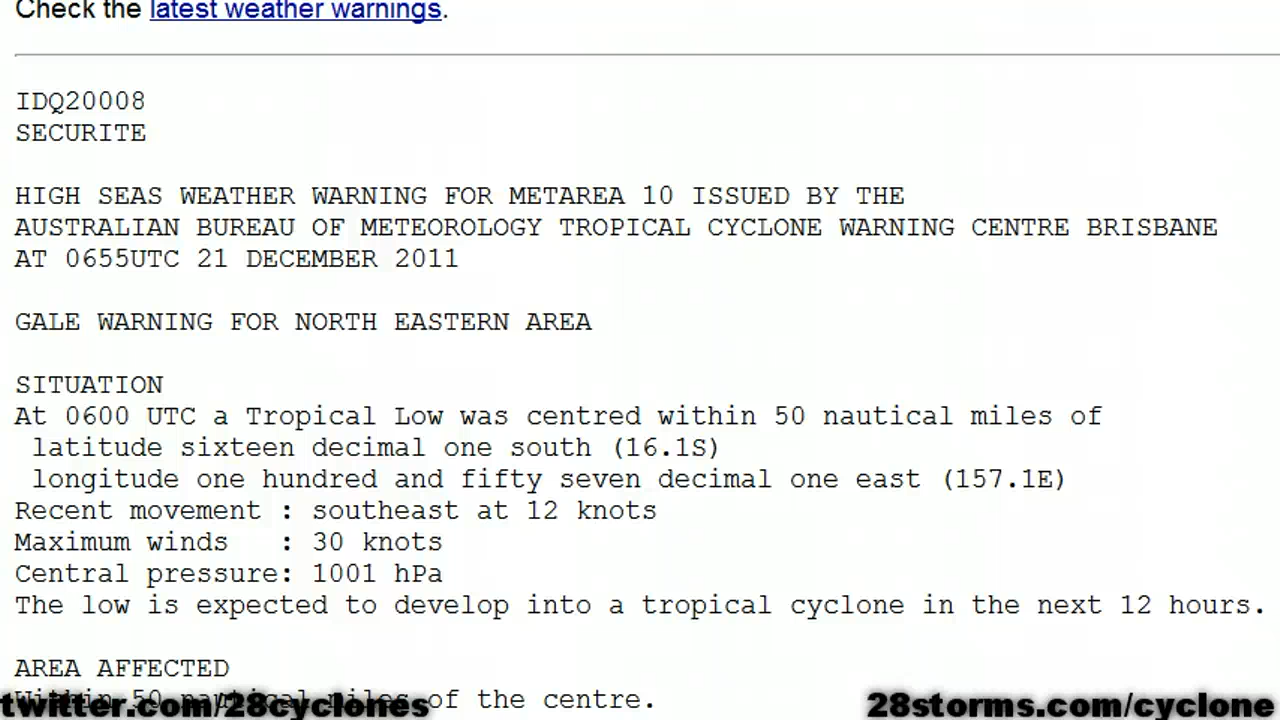 Check the latest weather warnings.
IDQ20008
SECURITE
HIGH SEAS WEATHER WARNING FOR METAREA 10 ISSUED BY THE
AUSTRALIAN BUREAU OF METEOROLOGY TROPICAL CYCLONE WARNING CENTRE BRISBANE
AT 0655UTC 21 DECEMBER 2011
GALE WARNING FOR NORTH EASTERN AREA
SITUATION
At 0600 UTC a Tropical Low was centred within 50 nautical miles of
latitude sixteen decimal one south (16.1S)
longitude one hundred and fifty seven decimal one east (157.1E)
Recent movement : southeast at 12 knots
Maximum winds   : 30 knots
Central pressure: 1001 hPa
The low is expected to develop into a tropical cyclone in the next 12 hours.
AREA AFFECTED
Within 50 nautical miles of the centre.
twitter.com/28cyclones
28storms.com/cyclone